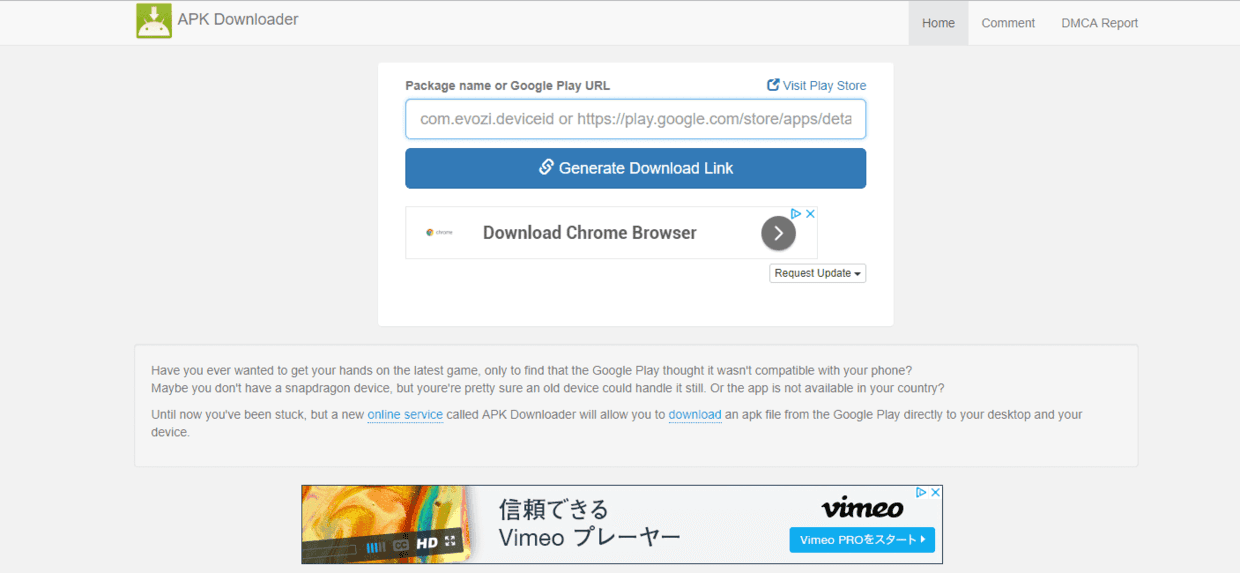 APK Downloader
Home
Comment
DMCA Report
Package name or Google Play URL
Visit Play Store
com.evozi.deviceid or https://play.google.com/store/apps/deta
Generate Download Link
chrome
Download Chrome Browser
Request Update
Have you ever wanted to get your hands on the latest game, only to find that the Google Play thought it wasn't compatible with your phone?
Maybe you don't have a snapdragon device, but youre're pretty sure an old device could handle it still. Or the app is not available in your country?
Until now you've been stuck, but a new online service called APK Downloader will allow you to download an apk file from the Google Play directly to your desktop and your
device.
信頼できる
Vimeo プレーヤー
CC
HD
vimeo
Vimeo PROをスタート